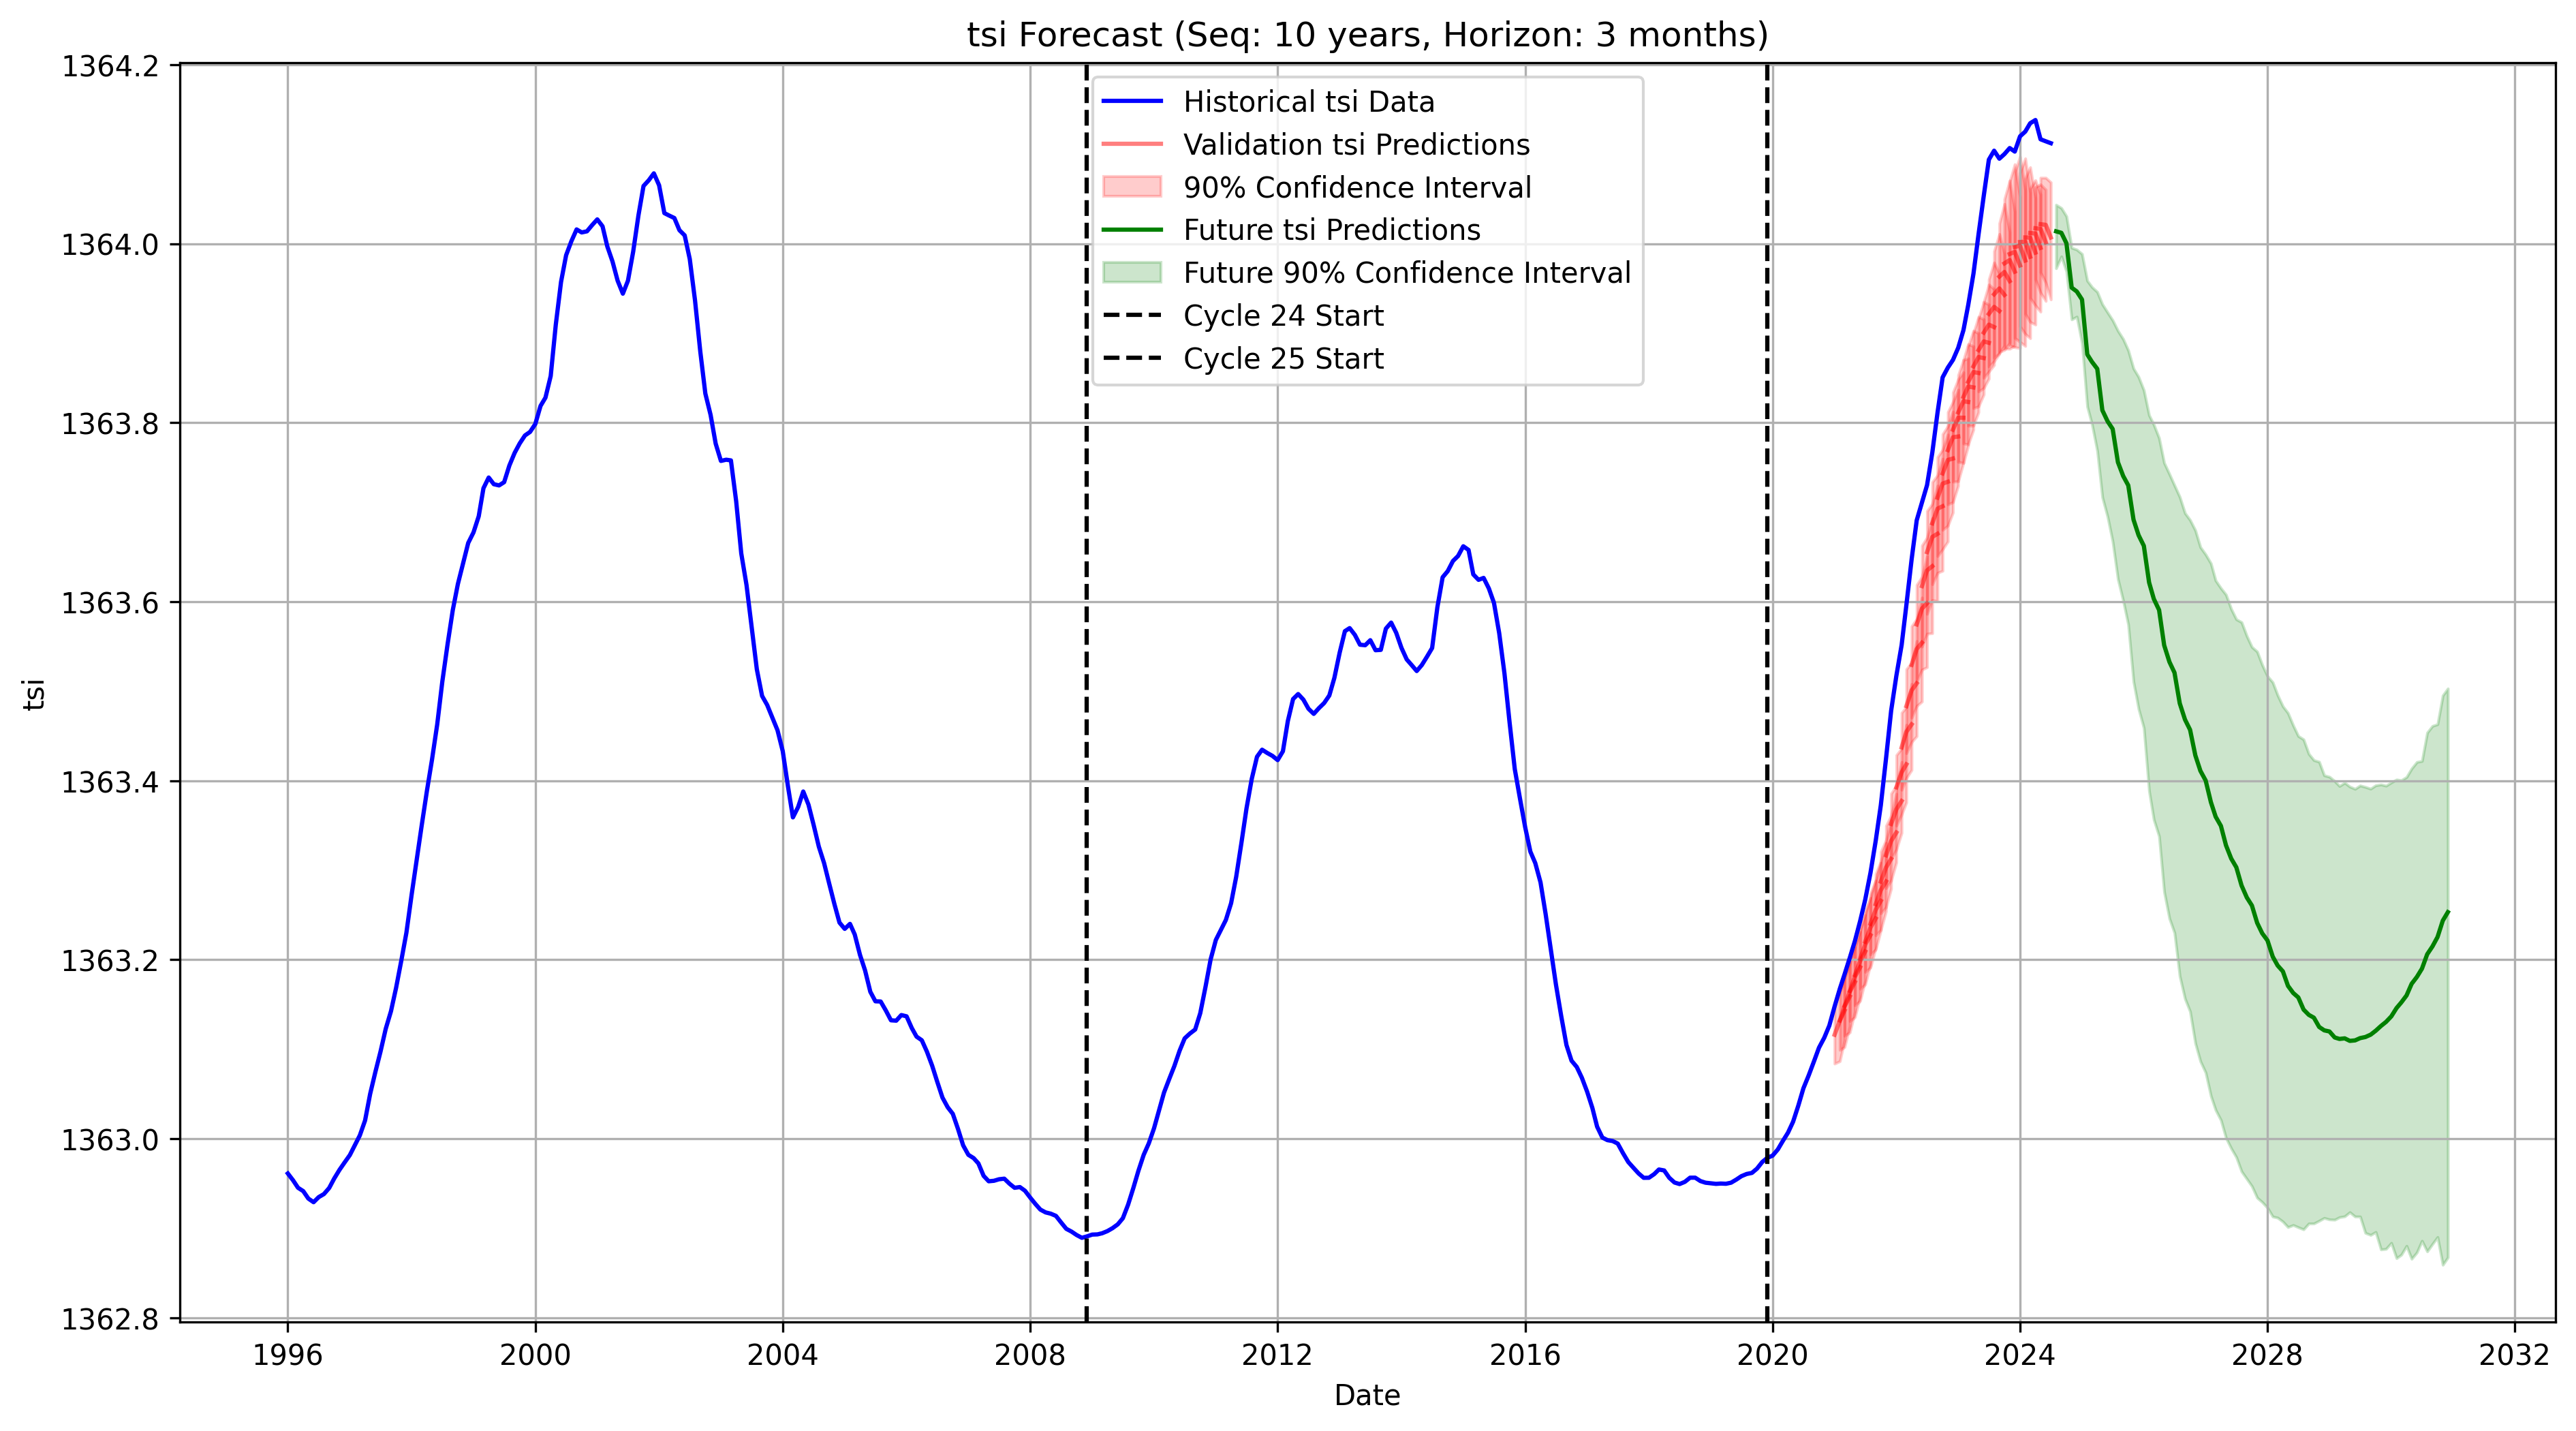 tsi Forecast (Seq: 10 years, Horizon: 3 months)
1364.2
1364.0
1363.8
1363.6
1363.4
1363.2
1363.0
1362.8
tsi
Historical tsi Data
Validation tsi Predictions
90% Confidence Interval
Future tsi Predictions
Future 90% Confidence Interval
Cycle 24 Start
Cycle 25 Start
1996 2000 2004 2008 2012 2016 2020 2024 2028 2032
Date